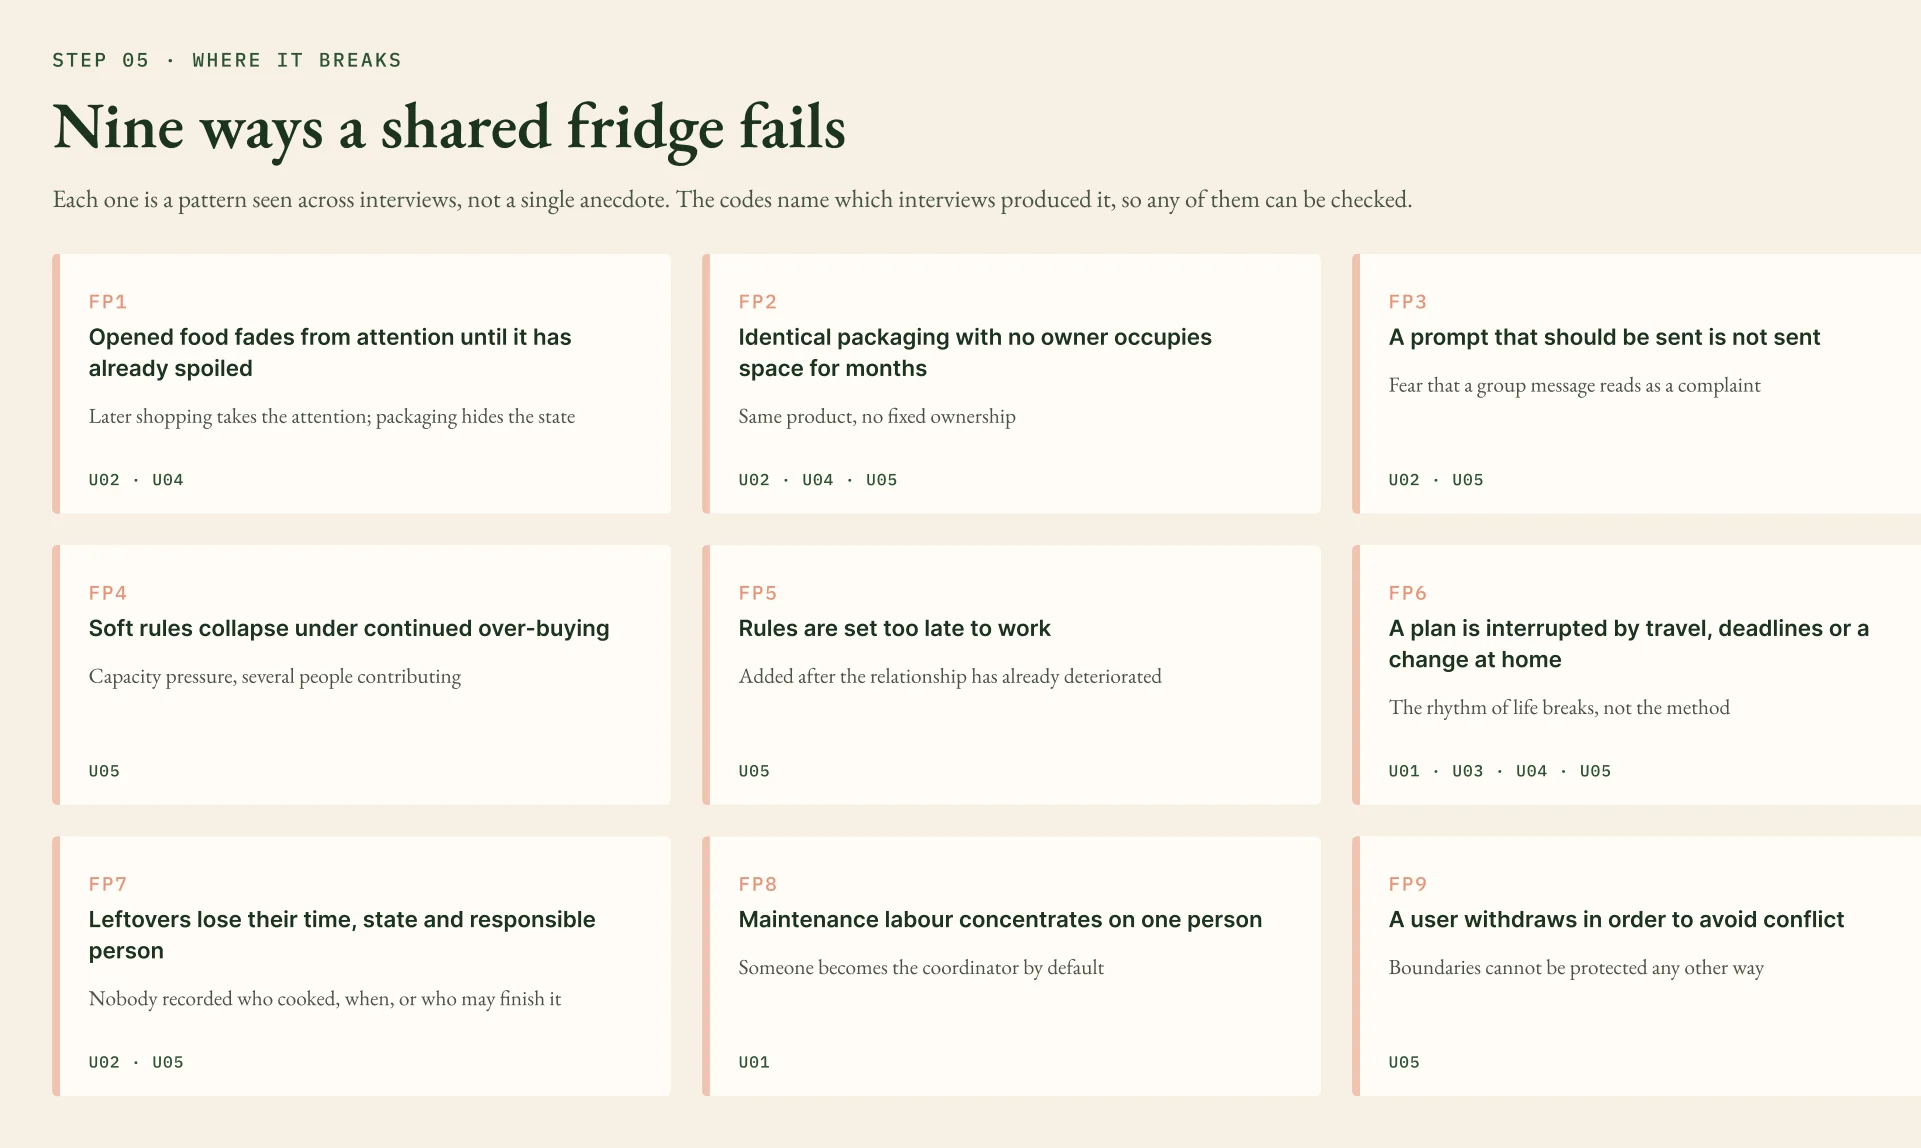 STEP 05 · WHERE IT BREAKS
Nine ways a shared fridge fails
Each one is a pattern seen across interviews, not a single anecdote. The codes name which interviews produced it, so any of them can be checked.
FP1
Opened food fades from attention until it has
already spoiled
Later shopping takes the attention; packaging hides the state
U02 · U04
FP2
Identical packaging with no owner occupies
space for months
Same product, no fixed ownership
U02 · U04 · U05
FP3
A prompt that should be sent is not sent
Fear that a group message reads as a complaint
U02 · U05
FP4
Soft rules collapse under continued over-buying
Capacity pressure, several people contributing
U05
FP5
Rules are set too late to work
Added after the relationship has already deteriorated
U05
FP6
A plan is interrupted by travel, deadlines or a
change at home
The rhythm of life breaks, not the method
U01 · U03 · U04 · U05
FP7
Leftovers lose their time, state and responsible
person
Nobody recorded who cooked, when, or who may finish it
U02 · U05
FP8
Maintenance labour concentrates on one person
Someone becomes the coordinator by default
U01
FP9
A user withdraws in order to avoid conflict
Boundaries cannot be protected any other way
U05